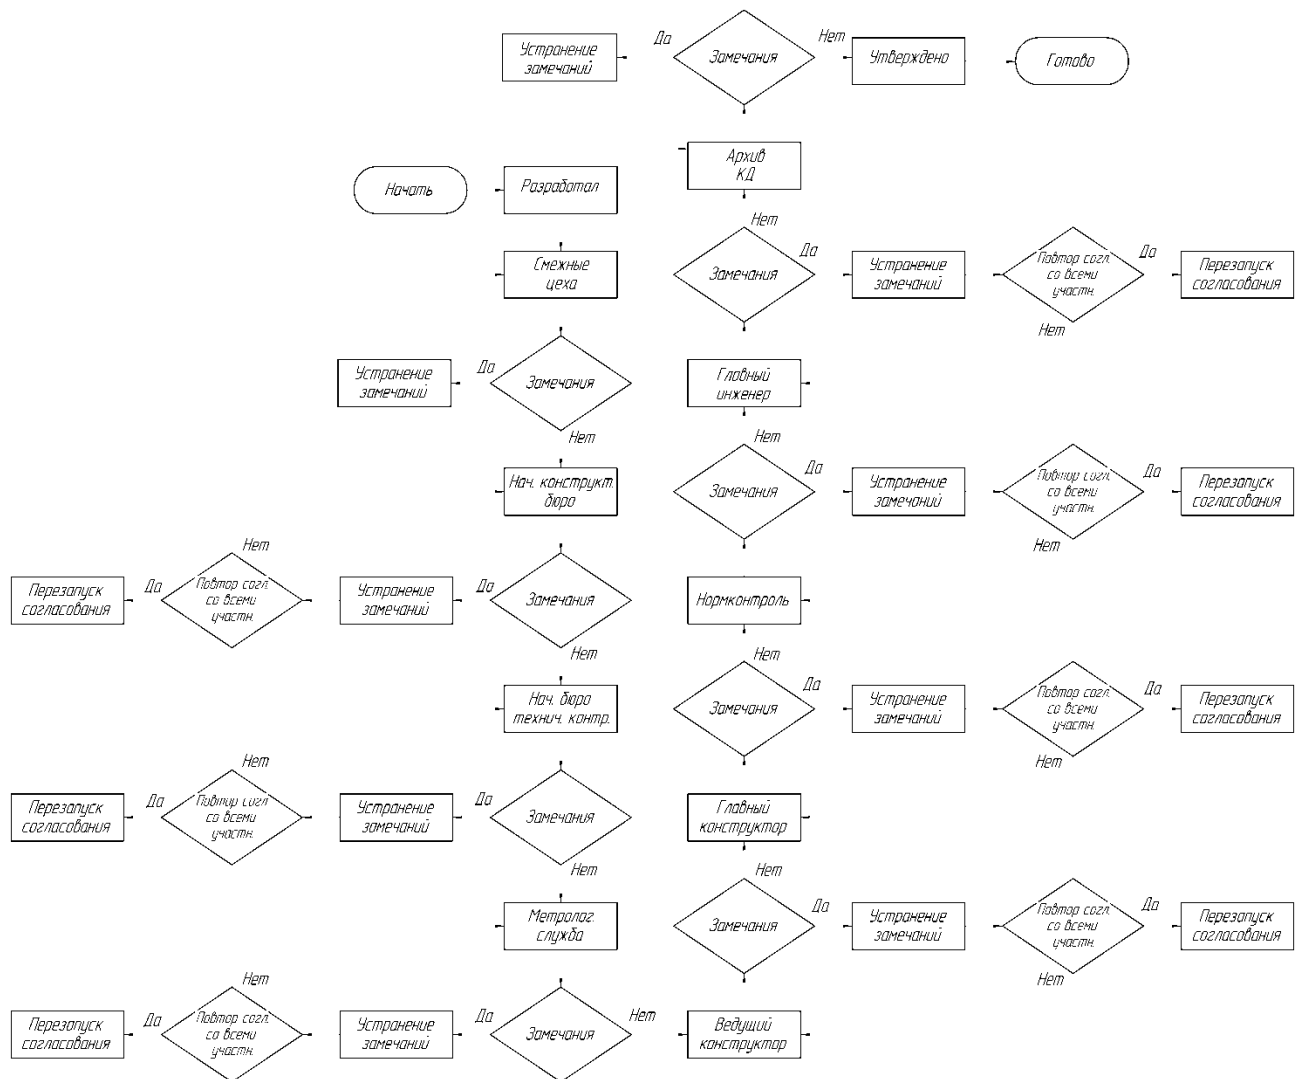 Да
Нет
Устранение
замечаний
Замечания
Утверждено
Готово
Архив
КД
Начать
Разработал
Нет
Да
Да
Смежные
цеха
Замечания
Устранение
замечаний
Повтор согл.
со всеми
участн.
Перезапуск
согласования
Нет
Устранение
замечаний
Да
Замечания
Главный
инженер
Нет
Нет
Да
Да
Нач. конструкт.
бюро
Замечания
Устранение
замечаний
Повтор согл.
со всеми
участн.
Перезапуск
согласования
Нет
Нет
Перезапуск
согласования
Да
Повтор согл.
со всеми
участн.
Устранение
замечаний
Да
Замечания
Нормконтроль
Нет
Нет
Да
Да
Нач. бюро
технич. контр.
Замечания
Устранение
замечаний
Повтор согл.
со всеми
участн.
Перезапуск
согласования
Нет
Нет
Перезапуск
согласования
Да
Повтор согл.
со всеми
участн.
Устранение
замечаний
Да
Замечания
Главный
конструктор
Нет
Нет
Да
Да
Метролог.
служба
Замечания
Устранение
замечаний
Повтор согл.
со всеми
участн.
Перезапуск
согласования
Нет
Нет
Перезапуск
согласования
Да
Повтор согл.
со всеми
участн.
Устранение
замечаний
Да
Замечания
Нет
Ведущий
конструктор